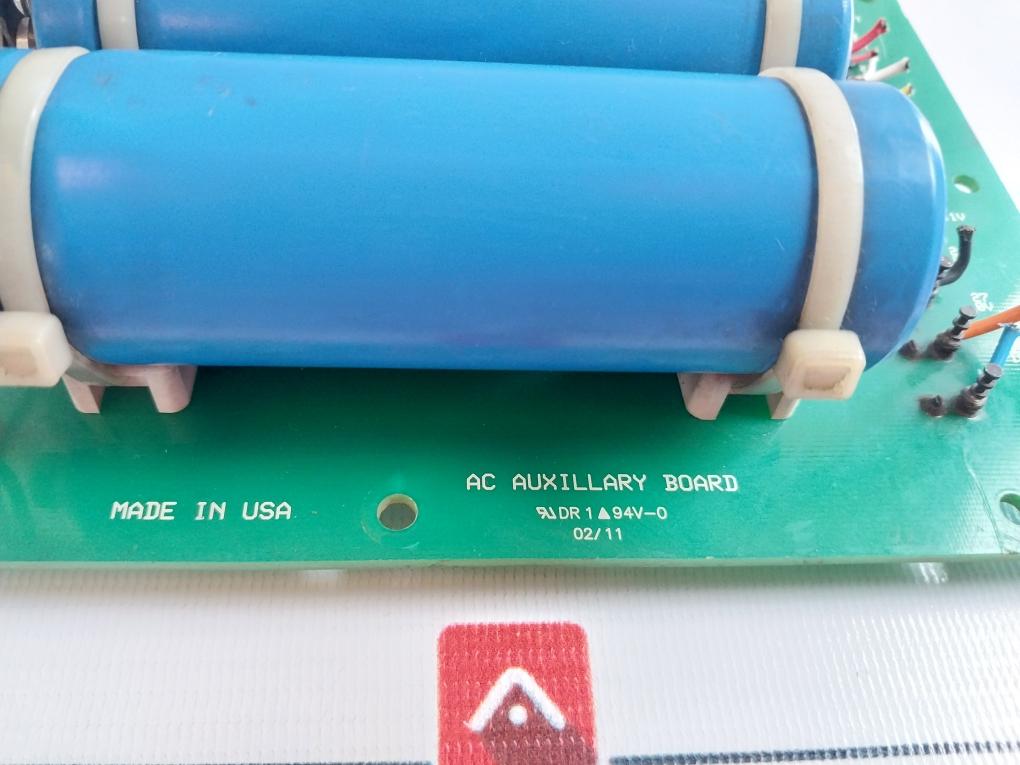 MADE IN USA
AC AUXILLARY BOARD
DR 1▲94V-0
02/11